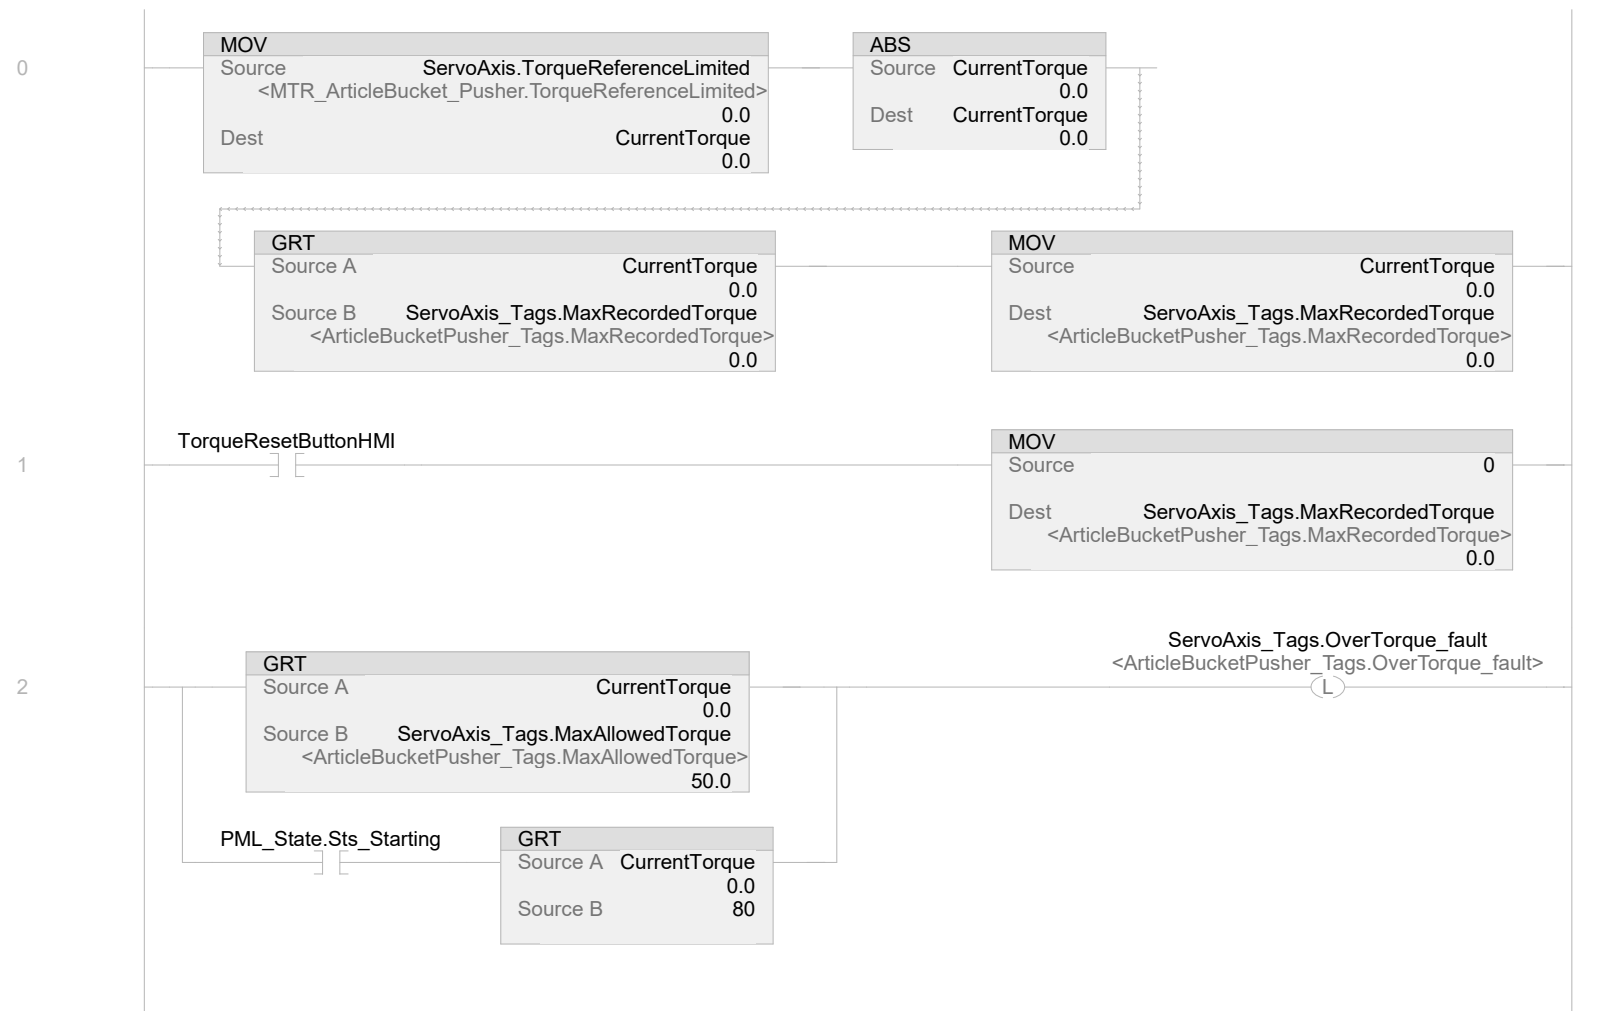 0
MOV
Source ServoAxis.TorqueReferenceLimited
<MTR_ArticleBucket_Pusher.TorqueReferenceLimited>
0.0
Dest CurrentTorque
0.0
ABS
Source CurrentTorque
0.0
Dest CurrentTorque
0.0
GRT
Source A CurrentTorque
0.0
Source B ServoAxis_Tags.MaxRecordedTorque
<ArticleBucketPusher_Tags.MaxRecordedTorque>
0.0
MOV
Source CurrentTorque
0.0
Dest ServoAxis_Tags.MaxRecordedTorque
<ArticleBucketPusher_Tags.MaxRecordedTorque>
0.0
1
TorqueResetButtonHMI
MOV
Source 0
Dest ServoAxis_Tags.MaxRecordedTorque
<ArticleBucketPusher_Tags.MaxRecordedTorque>
0.0
2
GRT
Source A CurrentTorque
0.0
Source B ServoAxis_Tags.MaxAllowedTorque
<ArticleBucketPusher_Tags.MaxAllowedTorque>
50.0
ServoAxis_Tags.OverTorque_fault
<ArticleBucketPusher_Tags.OverTorque_fault>
L
PML_State.Sts_Starting
GRT
Source A CurrentTorque
0.0
Source B 80